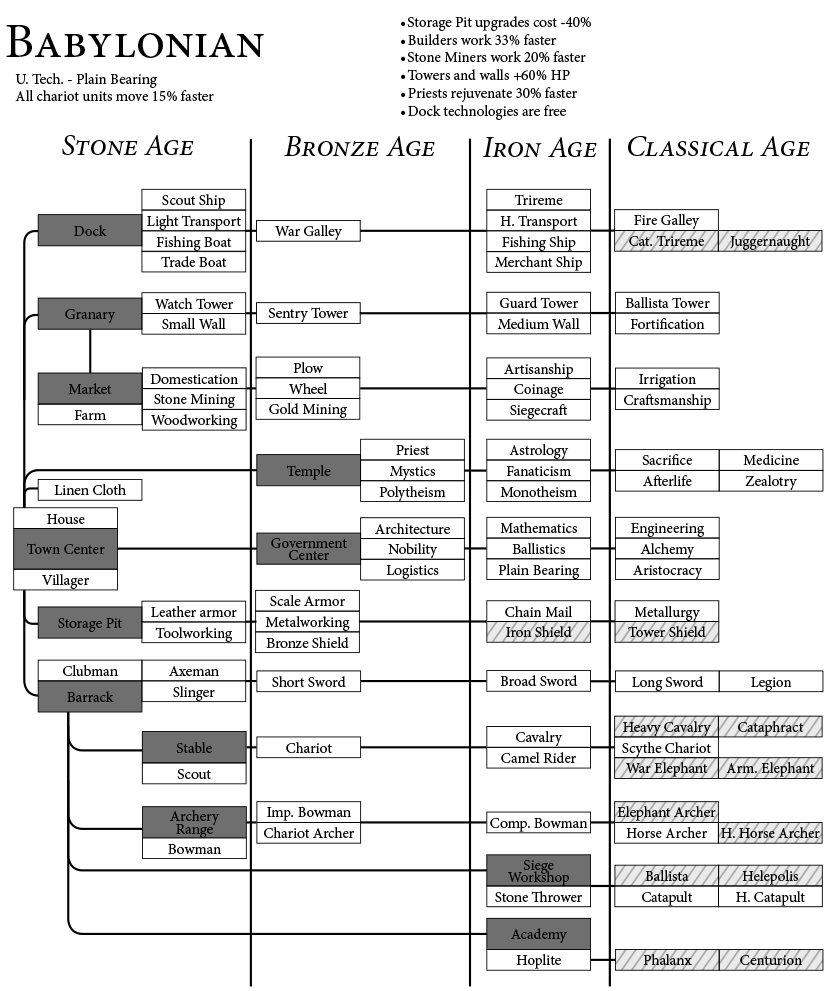 BABYLONIAN
U. Tech. - Plain Bearing
All chariot units move 15% faster
•Storage Pit upgrades cost -40%
•Builders work 33% faster
•Stone Miners work 20% faster
•Towers and walls +60% HP
•Priests rejuvenate 30% faster
•Dock technologies are free
STONE AGE
BRONZE AGE
IRON AGE
CLASSICAL AGE
Dock
Scout Ship
Light Transport
Fishing Boat
Trade Boat
War Galley
Trireme
H. Transport
Fishing Ship
Merchant Ship
Fire Galley
Cat. Trireme
Juggernaught
Granary
Watch Tower
Small Wall
Sentry Tower
Guard Tower
Medium Wall
Ballista Tower
Fortification
Market
Farm
Domestication
Stone Mining
Woodworking
Plow
Wheel
Gold Mining
Artisanship
Coinage
Siegecraft
Irrigation
Craftsmanship
Temple
Priest
Mystics
Polytheism
Astrology
Fanaticism
Monotheism
Sacrifice
Medicine
Afterlife
Zealotry
Linen Cloth
House
Town Center
Villager
Government
Center
Architecture
Nobility
Logistics
Mathematics
Ballistics
Plain Bearing
Engineering
Alchemy
Aristocracy
Storage Pit
Leather armor
Toolworking
Scale Armor
Metalworking
Bronze Shield
Chain Mail
Iron Shield
Metallurgy
Tower Shield
Clubman
Barrack
Axeman
Slinger
Short Sword
Broad Sword
Long Sword
Legion
Stable
Scout
Chariot
Cavalry
Camel Rider
Heavy Cavalry
Cataphract
Scythe Chariot
War Elephant
Arm. Elephant
Archery
Range
Bowman
Imp. Bowman
Chariot Archer
Comp. Bowman
Elephant Archer
Horse Archer
H. Horse Archer
Siege
Workshop
Stone Thrower
Ballista
Helepolis
Catapult
H. Catapult
Academy
Hoplite
Phalanx
Centurion